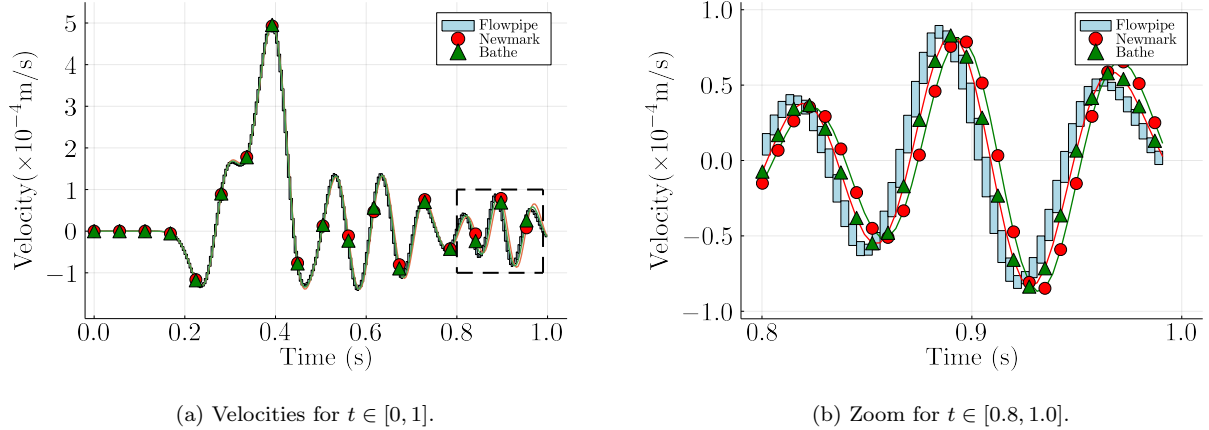 Velocity(×10⁻⁴m/s)
5
4
3
2
1
0
−1
0.0 0.2 0.4 0.6 0.8 1.0
Time (s)
Flowpipe
Newmark
Bathe
(a) Velocities for t ∈ [0, 1].
Velocity(×10⁻⁴m/s)
1.0
0.5
0.0
−0.5
−1.0
0.8 0.9 1.0
Time (s)
Flowpipe
Newmark
Bathe
(b) Zoom for t ∈ [0.8, 1.0].